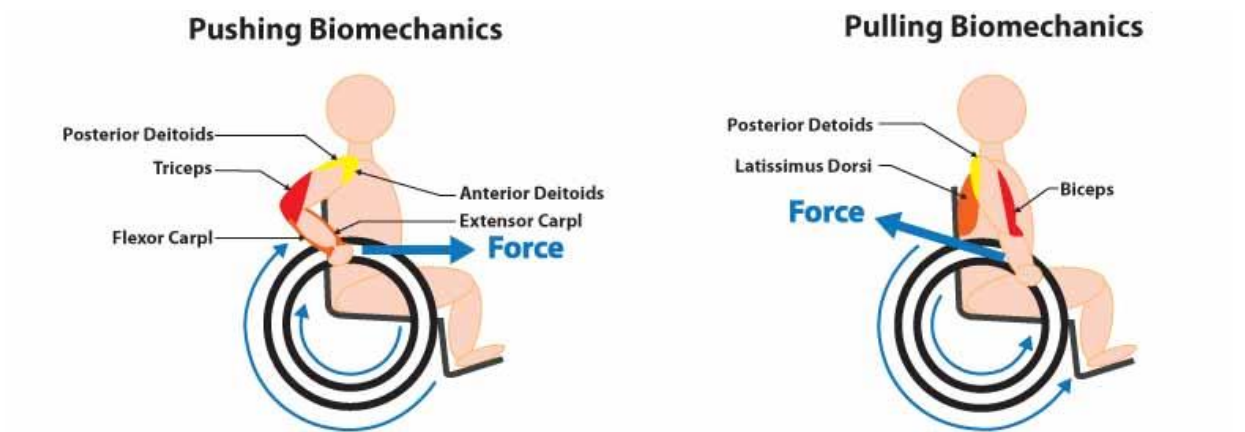 Pushing Biomechanics
Posterior Deitoids
Triceps
Anterior Deitoids
Extensor Carpl
Flexor Carpl
Force
Pulling Biomechanics
Posterior Detoids
Latissimus Dorsi
Biceps
Force